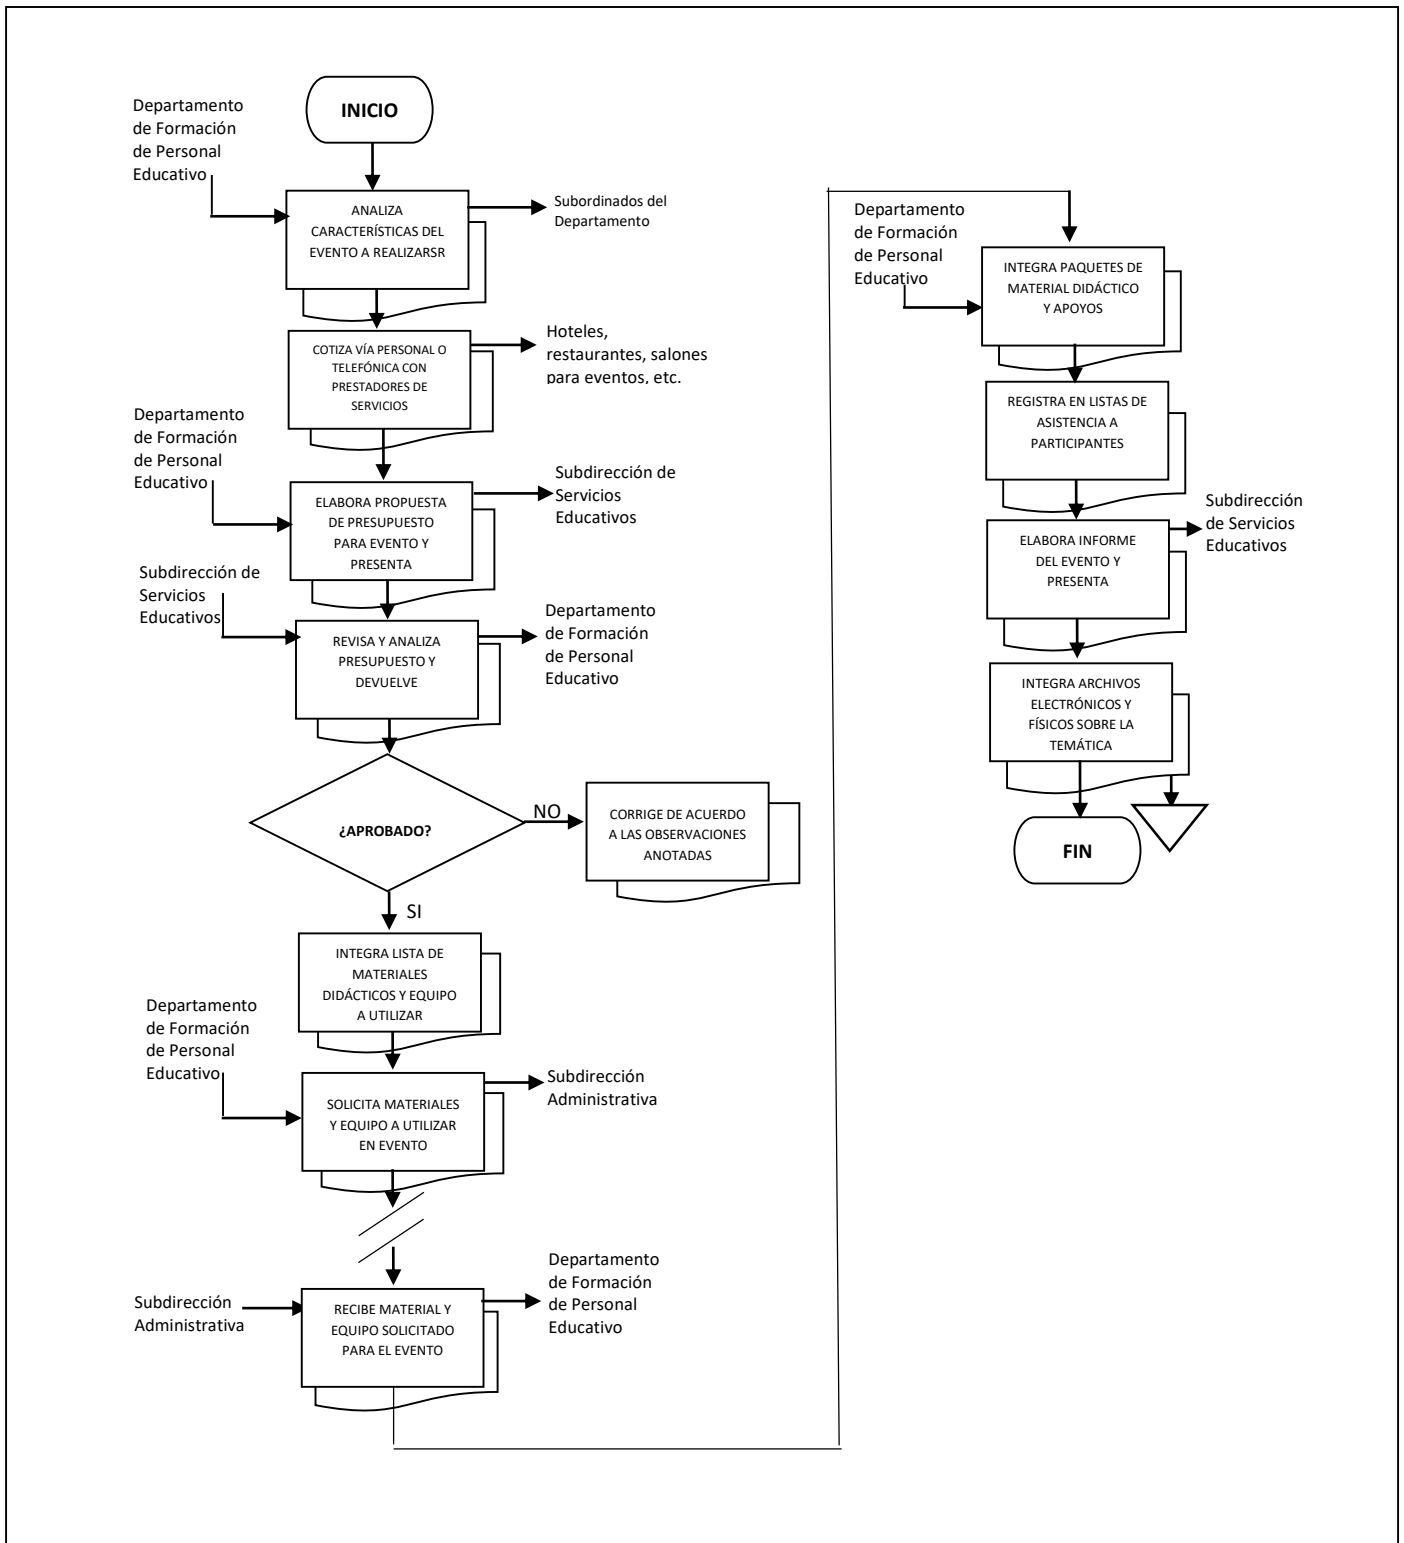 INICIO
Departamento
de Formación
de Personal
Educativo
ANALIZA
CARACTERÍSTICAS DEL
EVENTO A REALIZARSR
Subordinados del
Departamento
COTIZA VÍA PERSONAL O
TELEFÓNICA CON
PRESTADORES DE
SERVICIOS
Hoteles,
restaurantes, salones
para eventos, etc.
Departamento
de Formación
de Personal
Educativo
ELABORA PROPUESTA
DE PRESUPUESTO
PARA EVENTO Y
PRESENTA
Subdirección de
Servicios
Educativos
Subdirección de
Servicios
Educativos
REVISA Y ANALIZA
PRESUPUESTO Y
DEVUELVE
Departamento
de Formación
de Personal
Educativo
¿APROBADO?
NO
CORRIGE DE ACUERDO
A LAS OBSERVACIONES
ANOTADAS
SI
INTEGRA LISTA DE
MATERIALES
DIDÁCTICOS Y EQUIPO
A UTILIZAR
Departamento
de Formación
de Personal
Educativo
SOLICITA MATERIALES
Y EQUIPO A UTILIZAR
EN EVENTO
Subdirección
Administrativa
Subdirección
Administrativa
RECIBE MATERIAL Y
EQUIPO SOLICITADO
PARA EL EVENTO
Departamento
de Formación
de Personal
Educativo
Departamento
de Formación
de Personal
Educativo
INTEGRA PAQUETES DE
MATERIAL DIDÁCTICO
Y APOYOS
REGISTRA EN LISTAS DE
ASISTENCIA A
PARTICIPANTES
ELABORA INFORME
DEL EVENTO Y
PRESENTA
Subdirección
de Servicios
Educativos
INTEGRA ARCHIVOS
ELECTRÓNICOS Y
FÍSICOS SOBRE LA
TEMÁTICA
FIN